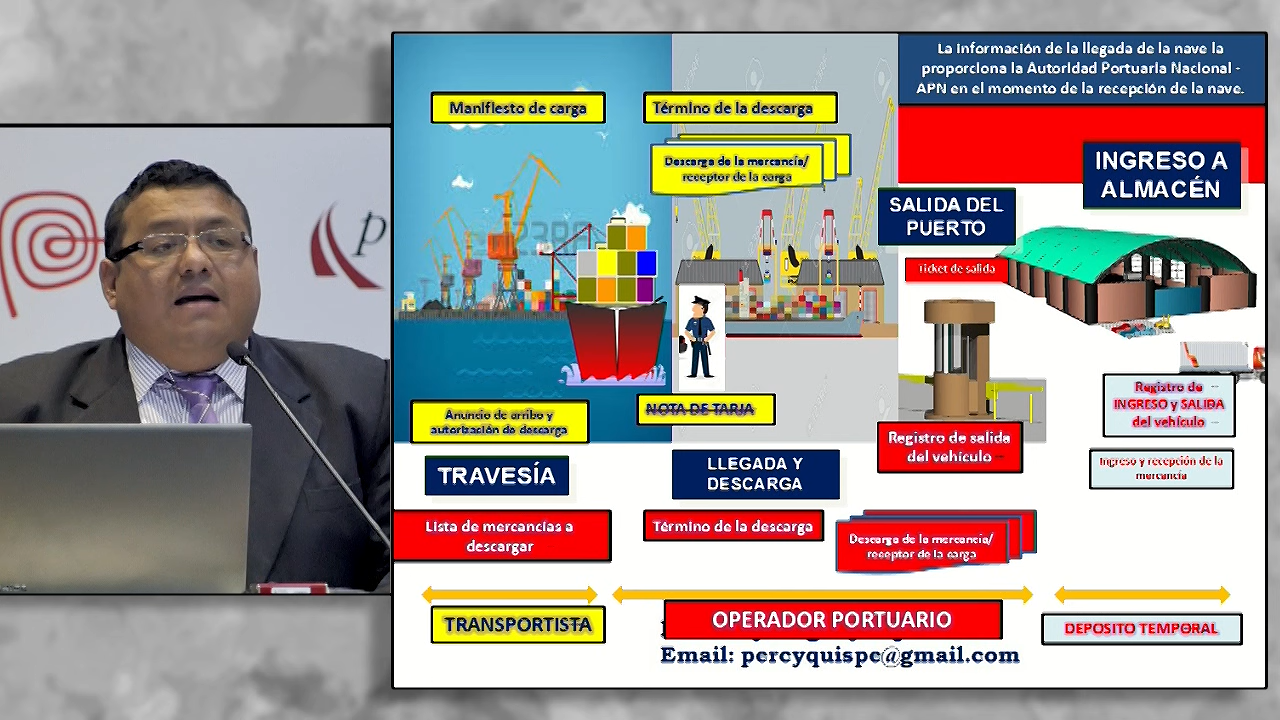 La información de la llegada de la nave la
proporciona la Autoridad Portuaria Nacional -
APN en el momento de la recepción de la nave.
Manifiesto de carga
Término de la descarga
Descarga de la mercancía/
receptor de la carga
INGRESO A
ALMACÉN
SALIDA DEL
PUERTO
Ticket de salida
p
Anuncio de arribo y
autorización de descarga
NOTA DE TARJA
Registro de
INGRESO y SALIDA
del vehículo
Registro de salida
del vehículo
TRAVESÍA
LLEGADA Y
DESCARGA
Ingreso y recepción de la
mercancía
Lista de mercancías a
descargar
Término de la descarga
Descarga de la mercancía/
receptor de la carga
TRANSPORTISTA
OPERADOR PORTUARIO
DEPOSITO TEMPORAL
Email: percyquispe@gmail.com